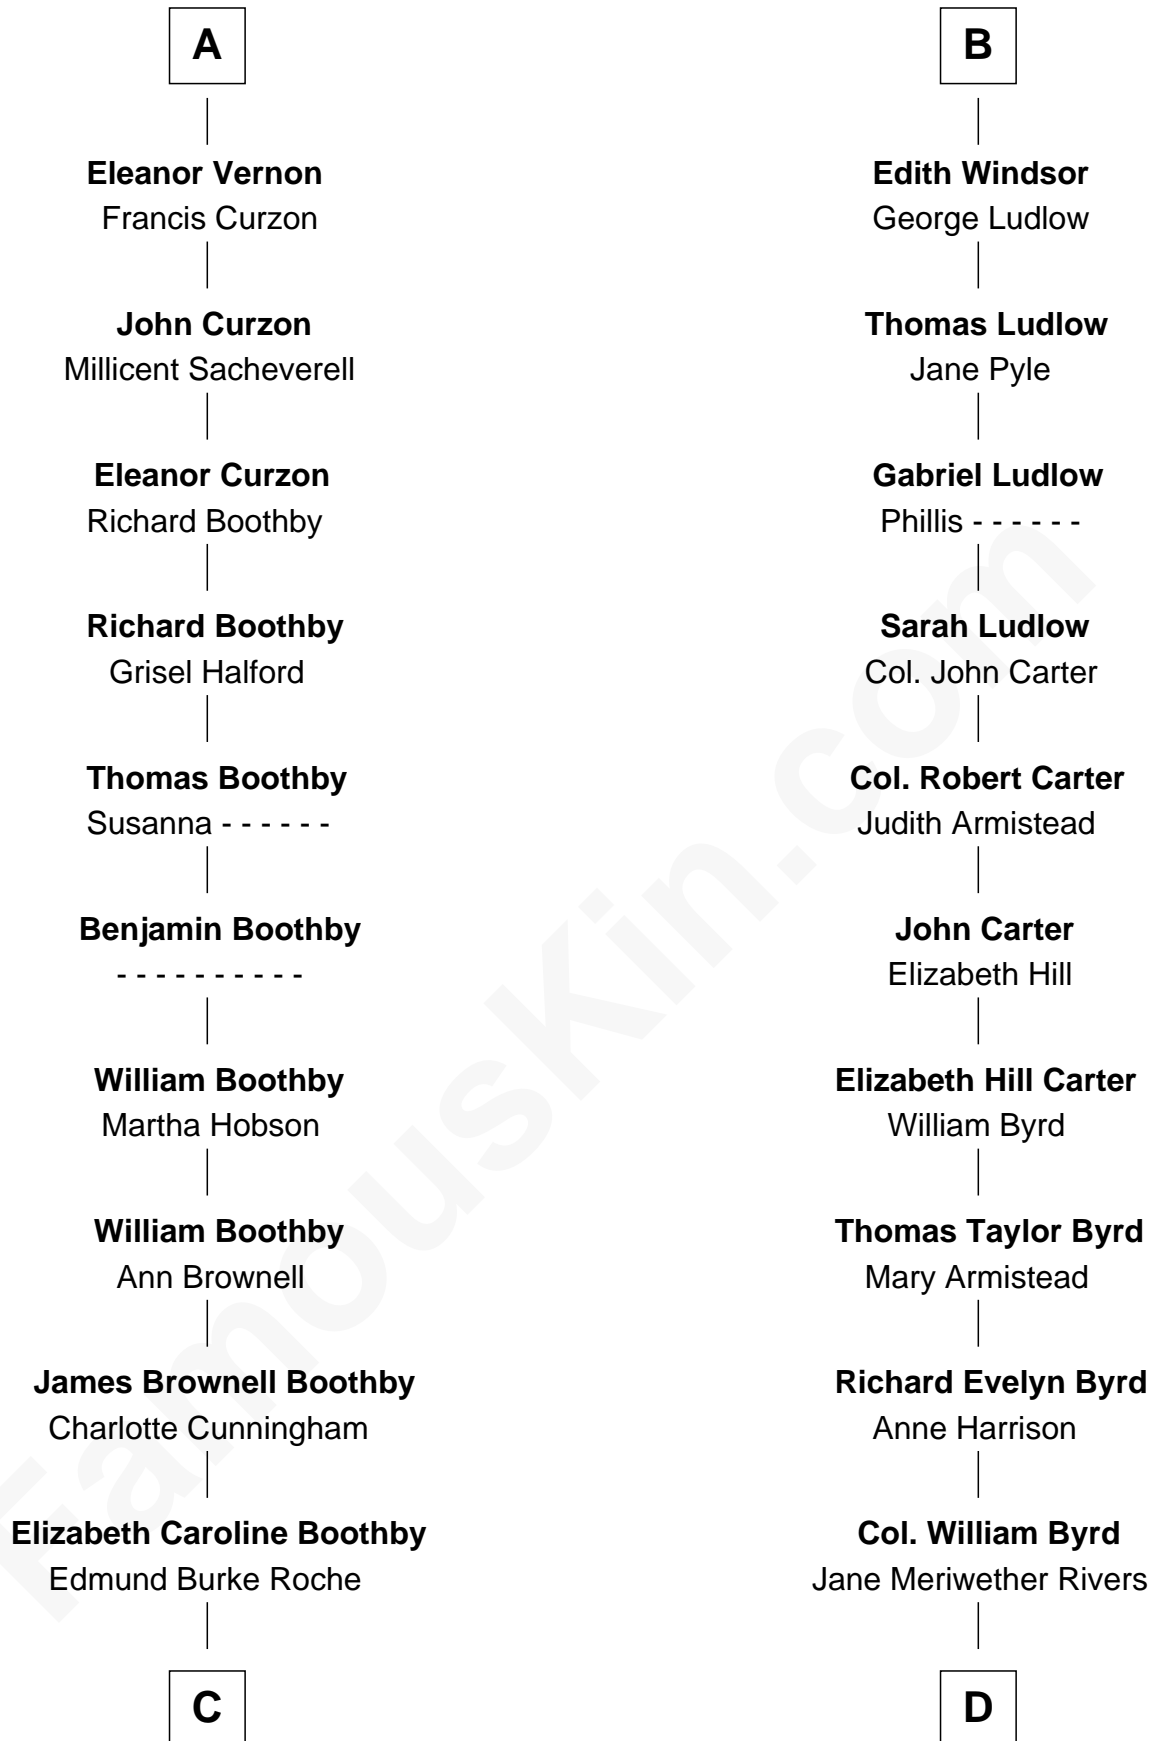 A
Eleanor Vernon
Francis Curzon
John Curzon
Millicent Sacheverell
Eleanor Curzon
Richard Boothby
Richard Boothby
Grisel Halford
Thomas Boothby
Susanna - - - - - -
Benjamin Boothby
- - - - - - - - - -
William Boothby
Martha Hobson
William Boothby
Ann Brownell
James Brownell Boothby
Charlotte Cunningham
Elizabeth Caroline Boothby
Edmund Burke Roche
C
B
Edith Windsor
George Ludlow
Thomas Ludlow
Jane Pyle
Gabriel Ludlow
Phillis - - - - - -
Sarah Ludlow
Col. John Carter
Col. Robert Carter
Judith Armistead
John Carter
Elizabeth Hill
Elizabeth Hill Carter
William Byrd
Thomas Taylor Byrd
Mary Armistead
Richard Evelyn Byrd
Anne Harrison
Col. William Byrd
Jane Meriwether Rivers
D
FamousKin.com